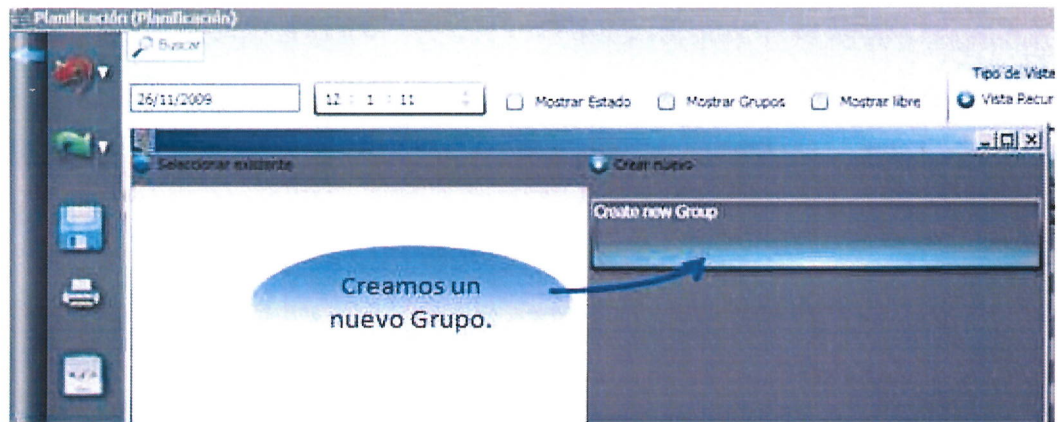 Planificación (Planificación)
Buscar
Tipo de Vista
26/11/2009
12 : 1 : 11
Mostrar Estado
Mostrar Grupos
Mostrar libre
Vista Recur
Seleccionar existente
Crear nuevo
Create new Group
Creamos un
nuevo Grupo.